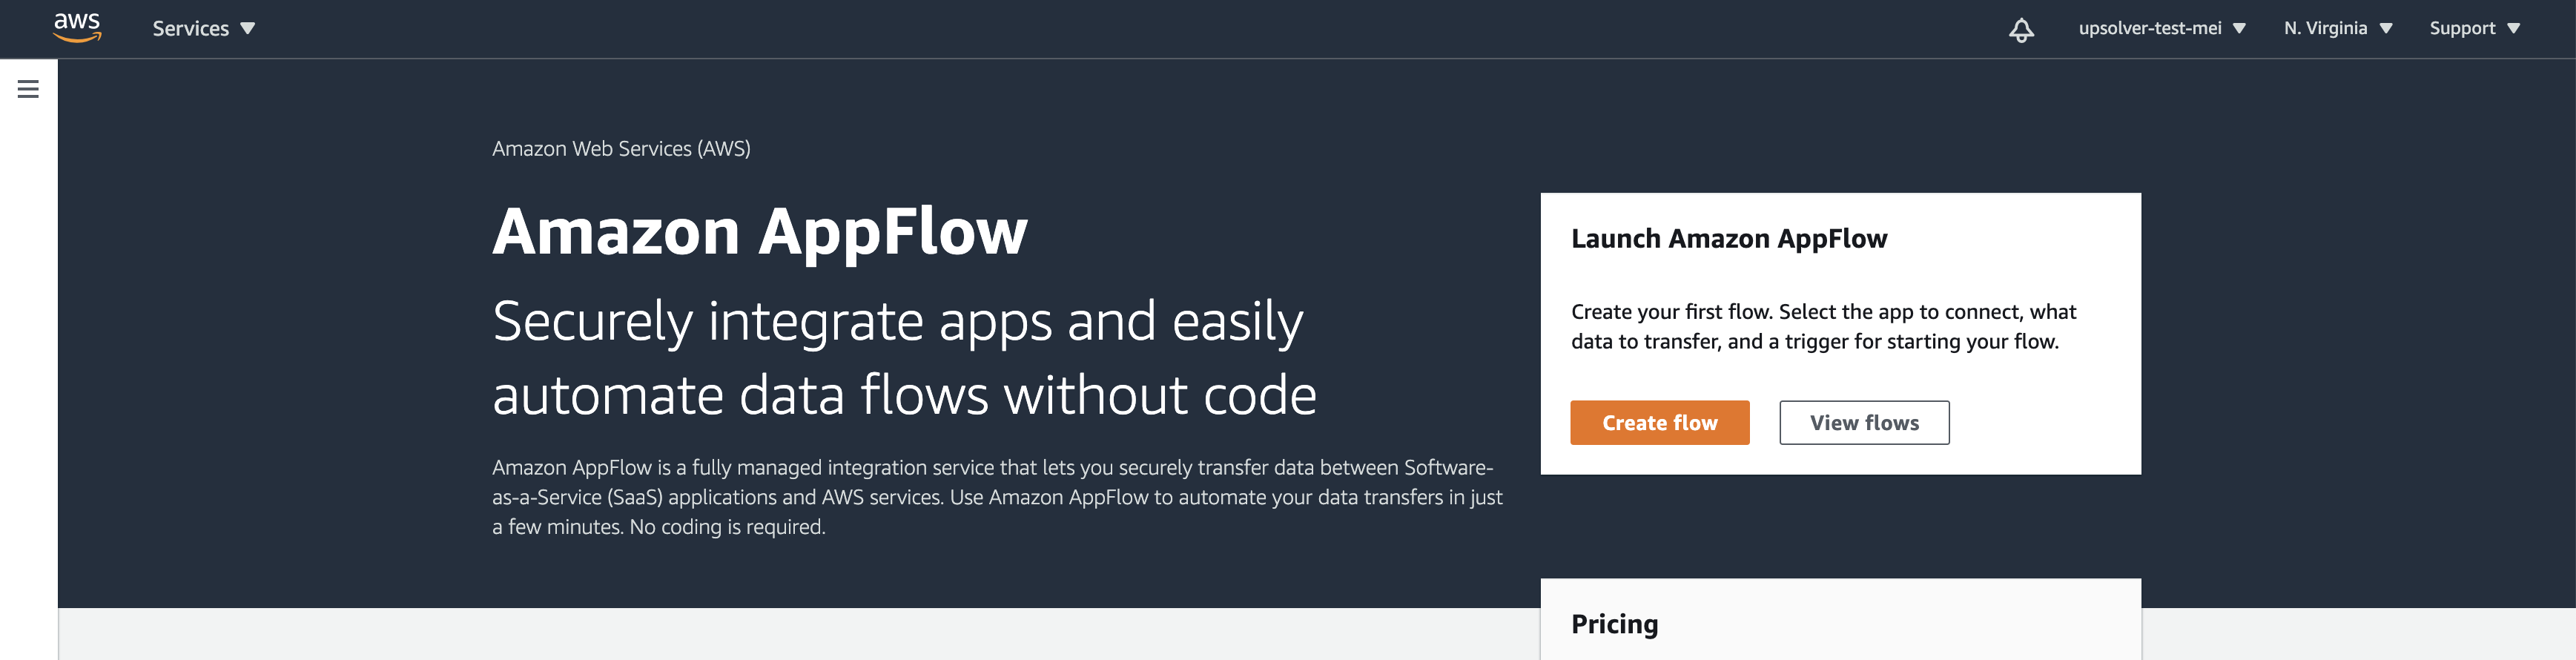 aws
Services
upsolver-test-mei
N. Virginia
Support
Amazon Web Services (AWS)
Amazon AppFlow
Securely integrate apps and easily
automate data flows without code
Amazon AppFlow is a fully managed integration service that lets you securely transfer data between Software-
as-a-Service (SaaS) applications and AWS services. Use Amazon AppFlow to automate your data transfers in just
a few minutes. No coding is required.
Launch Amazon AppFlow
Create your first flow. Select the app to connect, what
data to transfer, and a trigger for starting your flow.
Create flow
View flows
Pricing